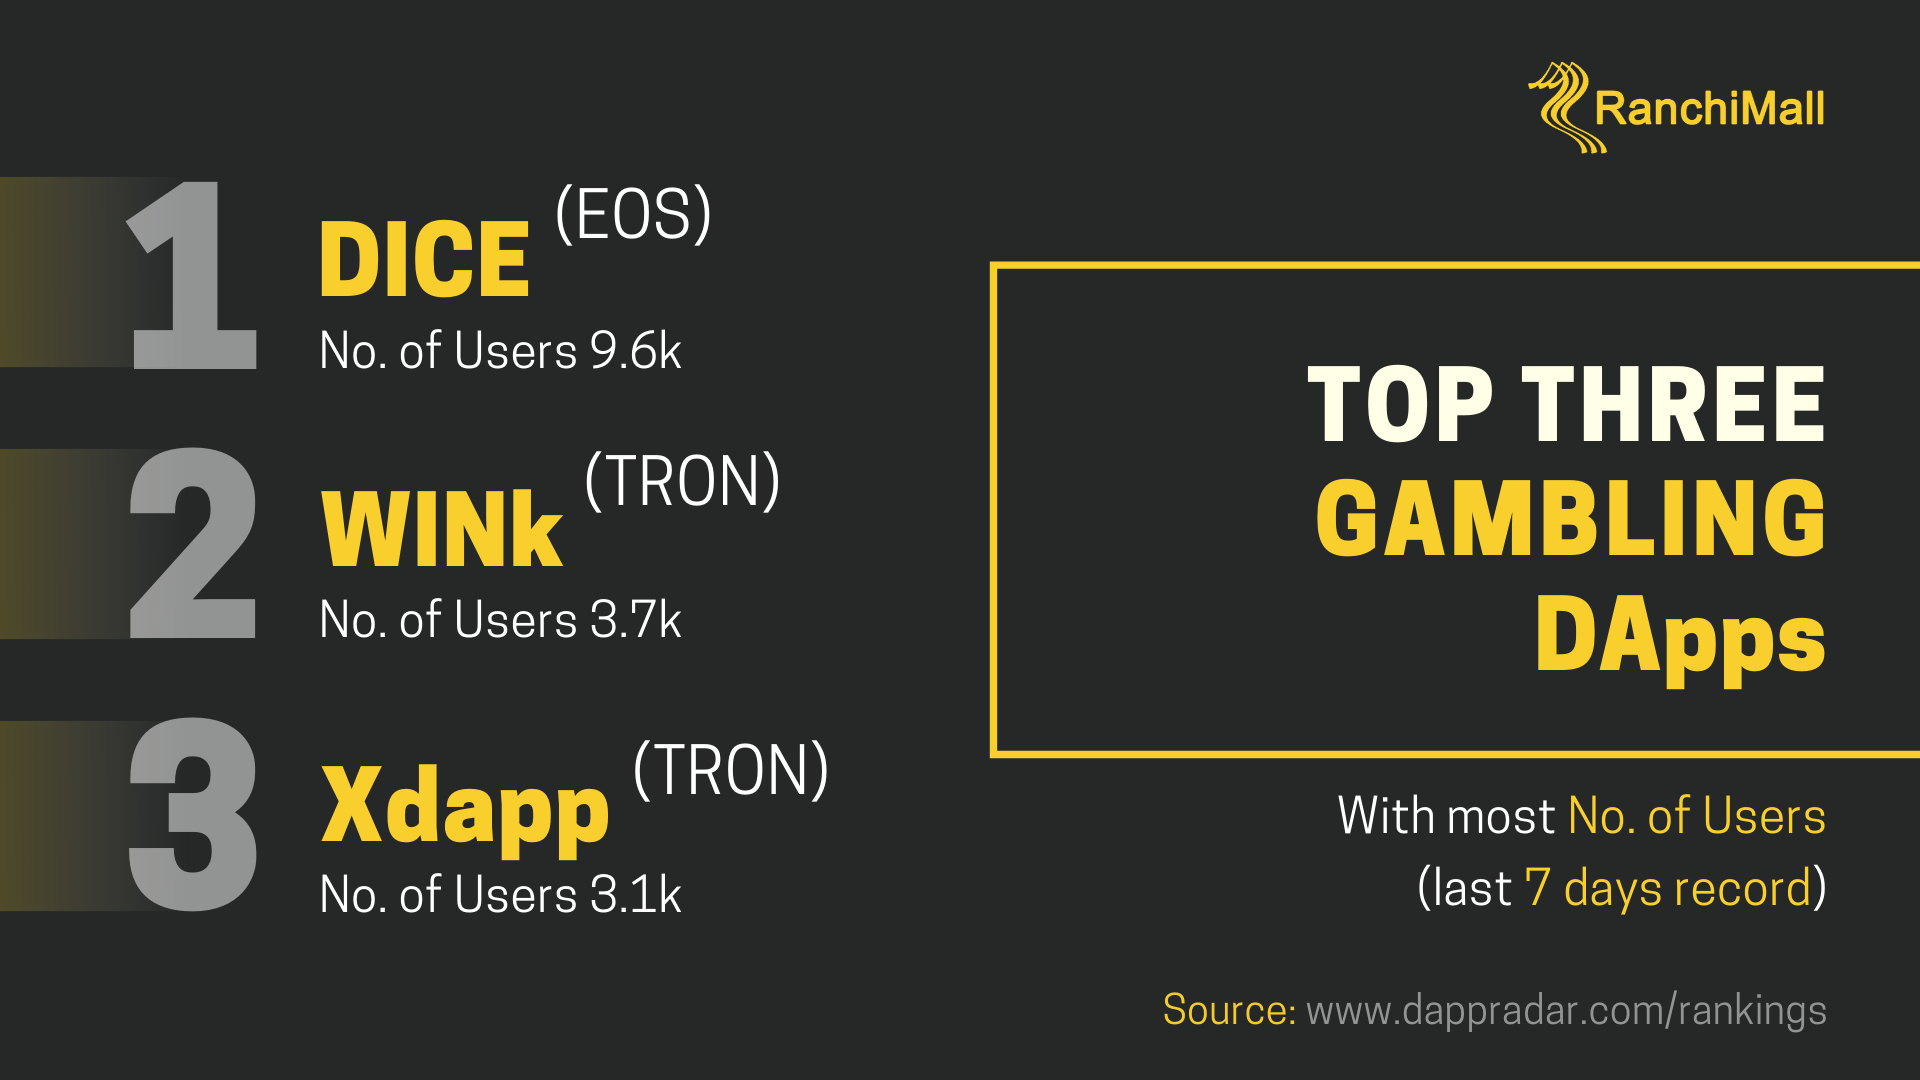 RanchiMall
1
DICE (EOS)
No. of Users 9.6k
2
WINk (TRON)
No. of Users 3.7k
3
Xdapp (TRON)
No. of Users 3.1k
TOP THREE
GAMBLING
DApps
With most No. of Users
(last 7 days record)
Source: www.dappradar.com/rankings